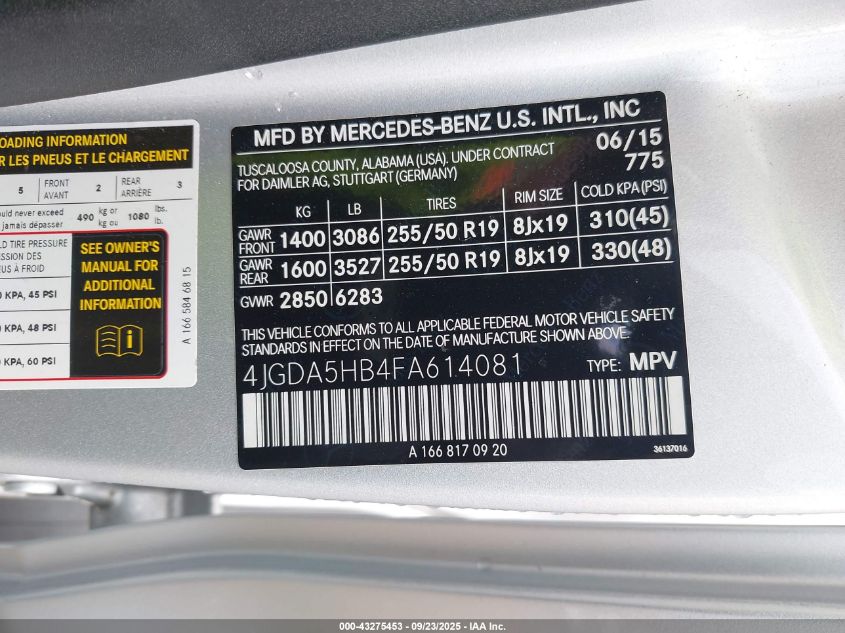 OADING INFORMATION
R LES PNEUS ET LE CHARGEMENT
5 FRONT AVANT 2 REAR ARRIÈRE 3
ould never exceed
jamais dépasser 490 kg or kg ou 1080 lbs. lb.
D TIRE PRESSURE
SSION DES
US À FROID
KPA, 45 PSI
KPA, 48 PSI
KPA, 60 PSI
SEE OWNER'S
MANUAL FOR
ADDITIONAL
INFORMATION
A 166 584 68 15
MFD BY MERCEDES-BENZ U.S. INTL., INC
TUSCALOOSA COUNTY, ALABAMA (USA). UNDER CONTRACT
FOR DAIMLER AG, STUTTGART (GERMANY)
06/15
775
KG LB TIRES RIM SIZE COLD KPA(PSI)
GAWR FRONT 1400 3086 255/50 R19 8Jx19 310(45)
GAWR REAR 1600 3527 255/50 R19 8Jx19 330(48)
GVWR 2850 6283
THIS VEHICLE CONFORMS TO ALL APPLICABLE FEDERAL MOTOR VEHICLE SAFETY
STANDARDS IN EFFECT ON THE DATE OF MANUFACTURE SHOWN ABOVE.
4JGDA5HB4FA614081 TYPE: MPV
A 166 817 09 20
36137016
000-43275453 - 09/23/2025 - IAA Inc.